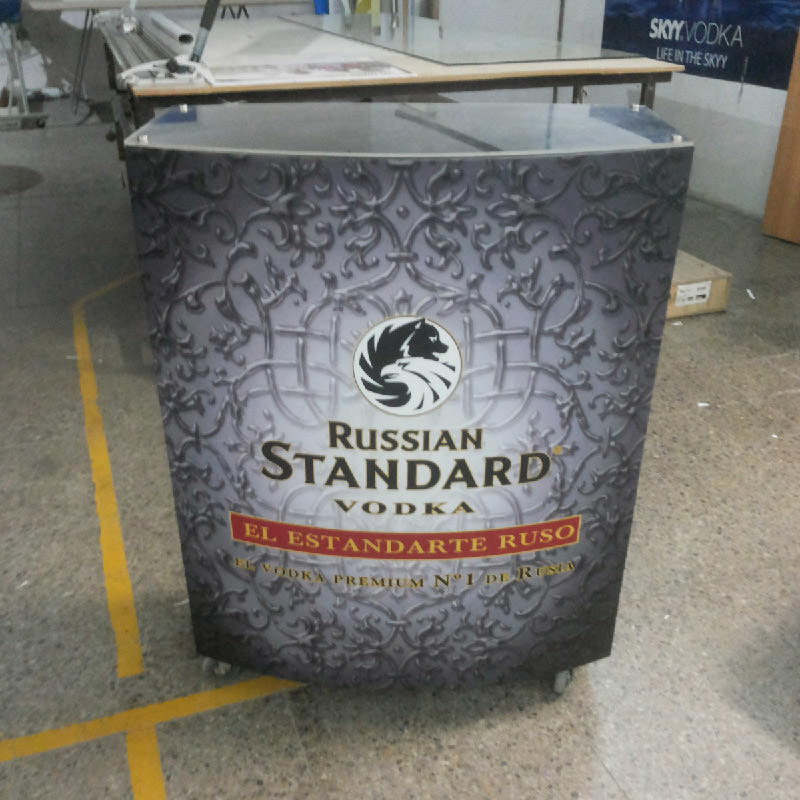 SKYY VODKA
LIFE IN THE SKYY
RUSSIAN
STANDARD
VODKA
EL ESTANDARTE RUSO
EL VODKA PREMIUM Nº1 DE RUSIA